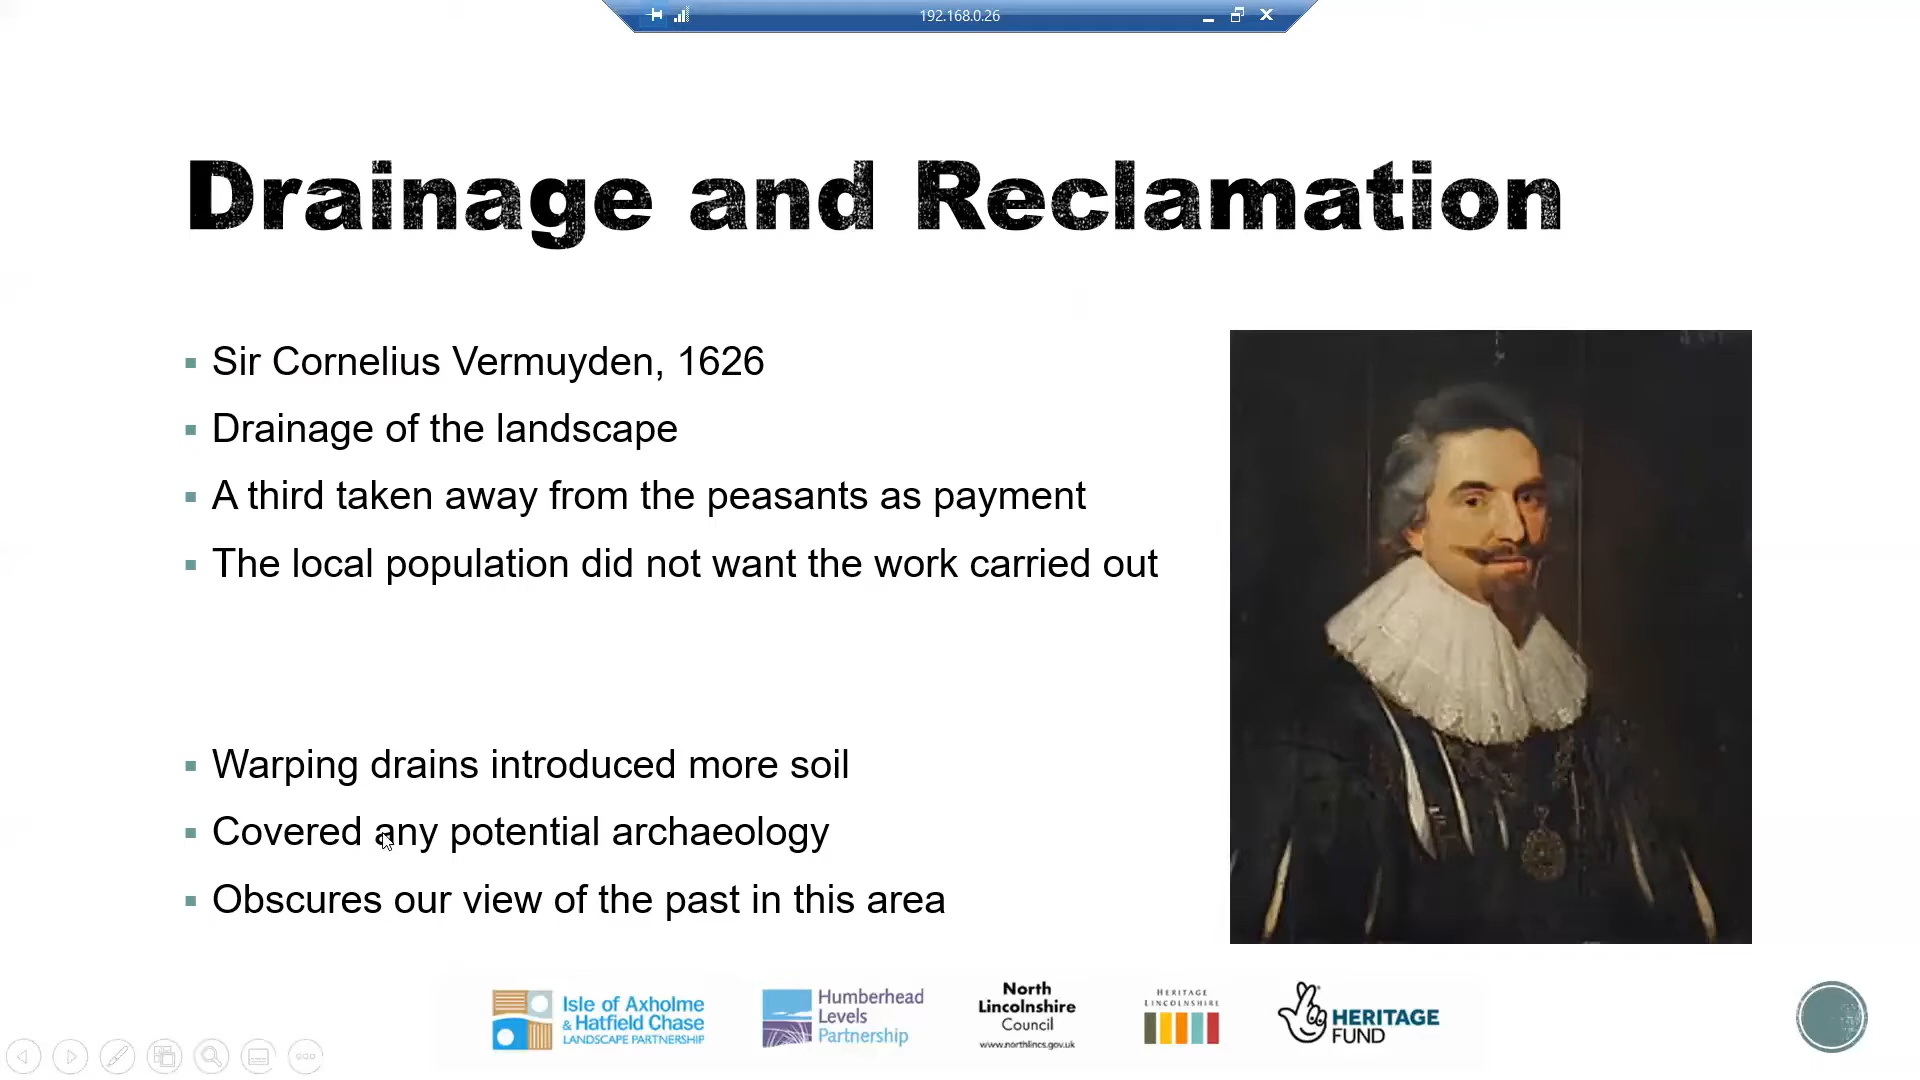 192.168.0.26
Drainage and Reclamation
Sir Cornelius Vermuyden, 1626
Drainage of the landscape
A third taken away from the peasants as payment
The local population did not want the work carried out
Warping drains introduced more soil
Covered any potential archaeology
Obscures our view of the past in this area
Isle of Axholme
& Hatfield Chase
LANDSCAPE PARTNERSHIP
Humberhead
Levels
Partnership
North
Lincolnshire
Council
www.northlincs.gov.uk
HERITAGE
LINCOLNSHIRE
HERITAGE
FUND